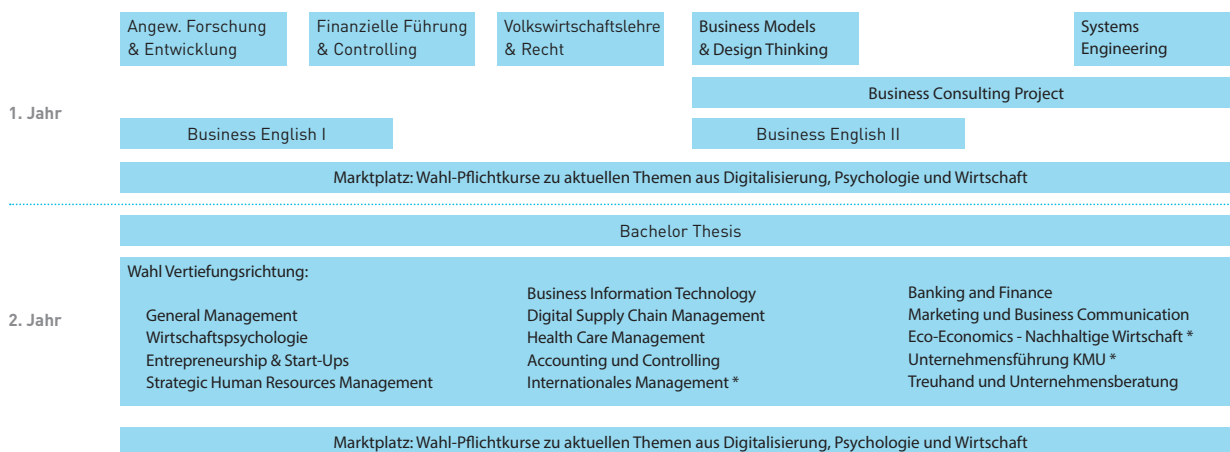 Angew. Forschung
& Entwicklung
Finanzielle Führung
& Controlling
Volkswirtschaftslehre
& Recht
Business Models
& Design Thinking
Systems
Engineering
1. Jahr
Business Consulting Project
Business English I
Business English II
Marktplatz: Wahl-Pflichtkurse zu aktuellen Themen aus Digitalisierung, Psychologie und Wirtschaft
2. Jahr
Bachelor Thesis
Wahl Vertiefungsrichtung:
General Management
Wirtschaftspsychologie
Entrepreneurship & Start-Ups
Strategic Human Resources Management
Business Information Technology
Digital Supply Chain Management
Health Care Management
Accounting und Controlling
Internationales Management *
Banking and Finance
Marketing und Business Communication
Eco-Economics - Nachhaltige Wirtschaft *
Unternehmensführung KMU *
Treuhand und Unternehmensberatung
Marktplatz: Wahl-Pflichtkurse zu aktuellen Themen aus Digitalisierung, Psychologie und Wirtschaft